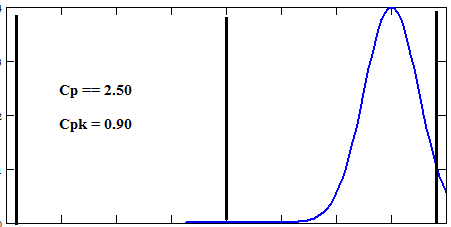 Cp == 2.50
Cpk = 0.90